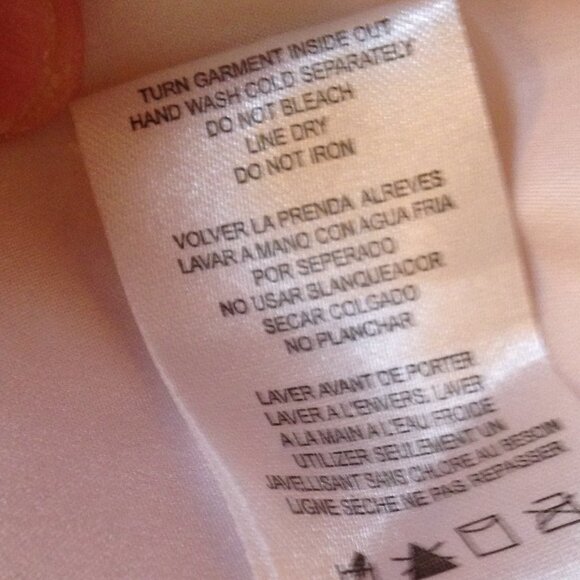 TURN GARMENT INSIDE OUT
HAND WASH COLD SEPARATELY
DO NOT BLEACH
LINE DRY
DO NOT IRON
VOLVER LA PRENDA ALREVES
LAVAR A MANO CON AGUA FRIA
POR SEPERADO
NO USAR BLANQUEADOR
SECAR COLGADO
NO PLANCHAR
LAVER AVANT DE PORTER
LAVER A L'ENVERS; LAVER
A LA MAIN A L'EAU FROIDE
UTILIZER SEULEMENT UN
JAVELLISANT SANS CHLORE AU BESOIN
LIGNE SECHE NE PAS REPASSER